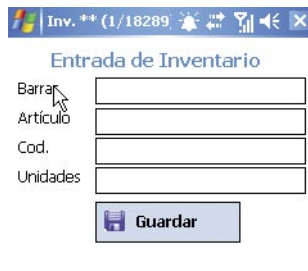 Inv. ** (1/18289)
Entrada de Inventario
Barras
Artículo
Cod.
Unidades
Guardar